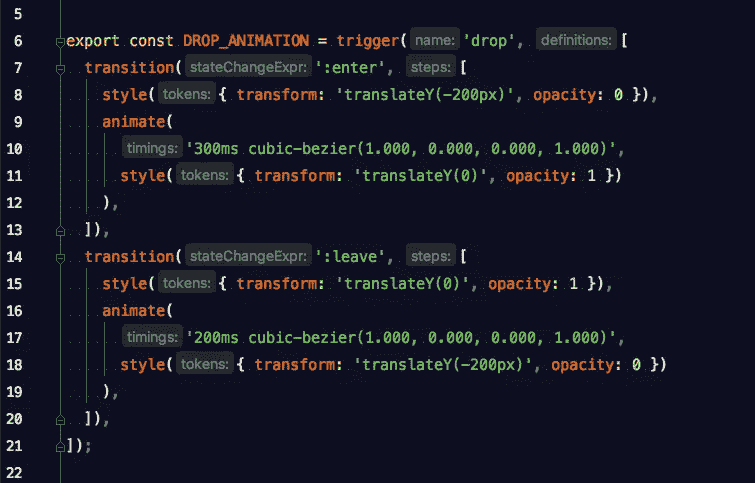 5
6 export const DROP_ANIMATION = trigger( name: 'drop', definitions: [
7 transition( stateChangeExpr: ':enter', steps: [
8 style( tokens: { transform: 'translateY(-200px)', opacity: 0 }),
9 animate(
10 timings: '300ms cubic-bezier(1.000, 0.000, 0.000, 1.000)',
11 style( tokens: { transform: 'translateY(0)', opacity: 1 })
12 ),
13 ]),
14 transition( stateChangeExpr: ':leave', steps: [
15 style( tokens: { transform: 'translateY(0)', opacity: 1 }),
16 animate(
17 timings: '200ms cubic-bezier(1.000, 0.000, 0.000, 1.000)',
18 style( tokens: { transform: 'translateY(-200px)', opacity: 0 })
19 ),
20 ]),
21 ]);
22